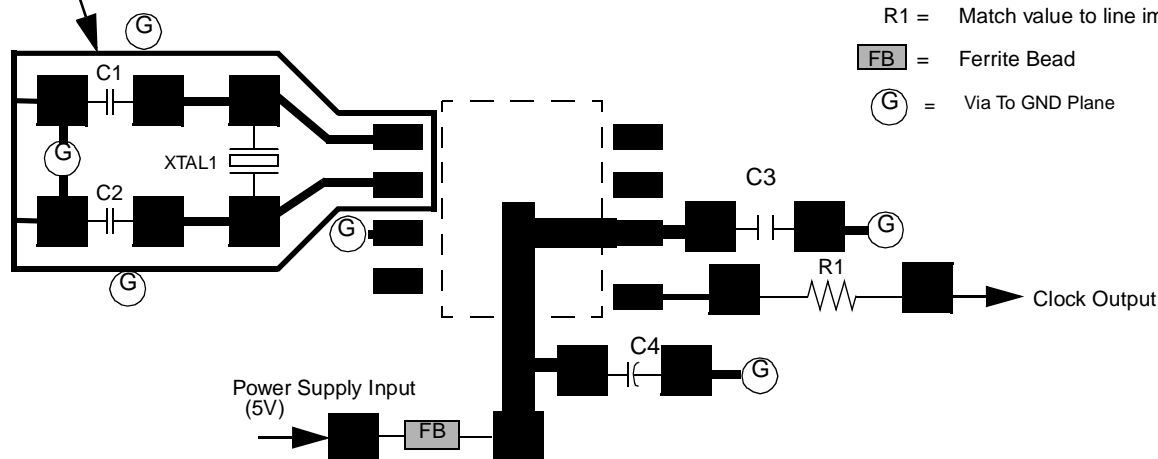 G
R1 = Match value to line im
FB = Ferrite Bead
G = Via To GND Plane
C1
G
XTAL1
C2
C3
G
G
G
R1
Clock Output
C4
G
Power Supply Input
(5V)
FB